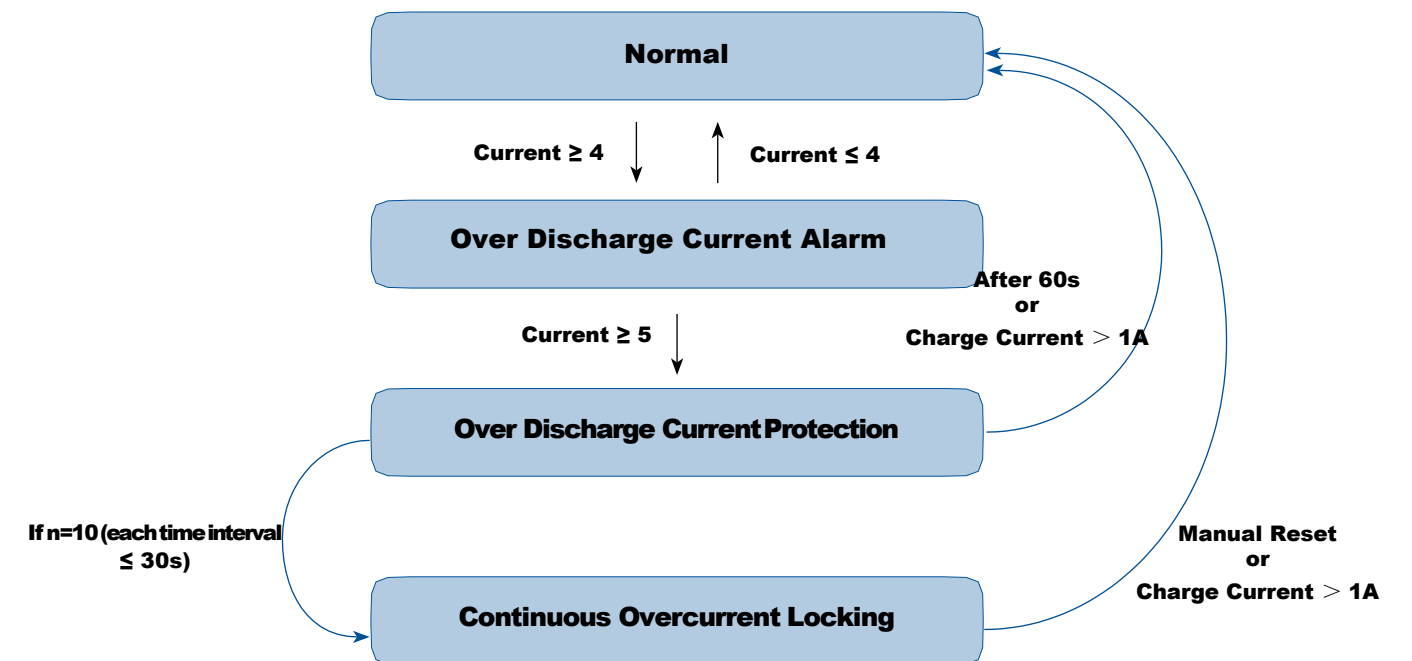 Normal
Current ≥ 4
Current ≤ 4
Over Discharge Current Alarm
After 60s
or
Charge Current > 1A
Current ≥ 5
Over Discharge Current Protection
If n=10 (each time interval
≤ 30s)
Manual Reset
or
Charge Current > 1A
Continuous Overcurrent Locking